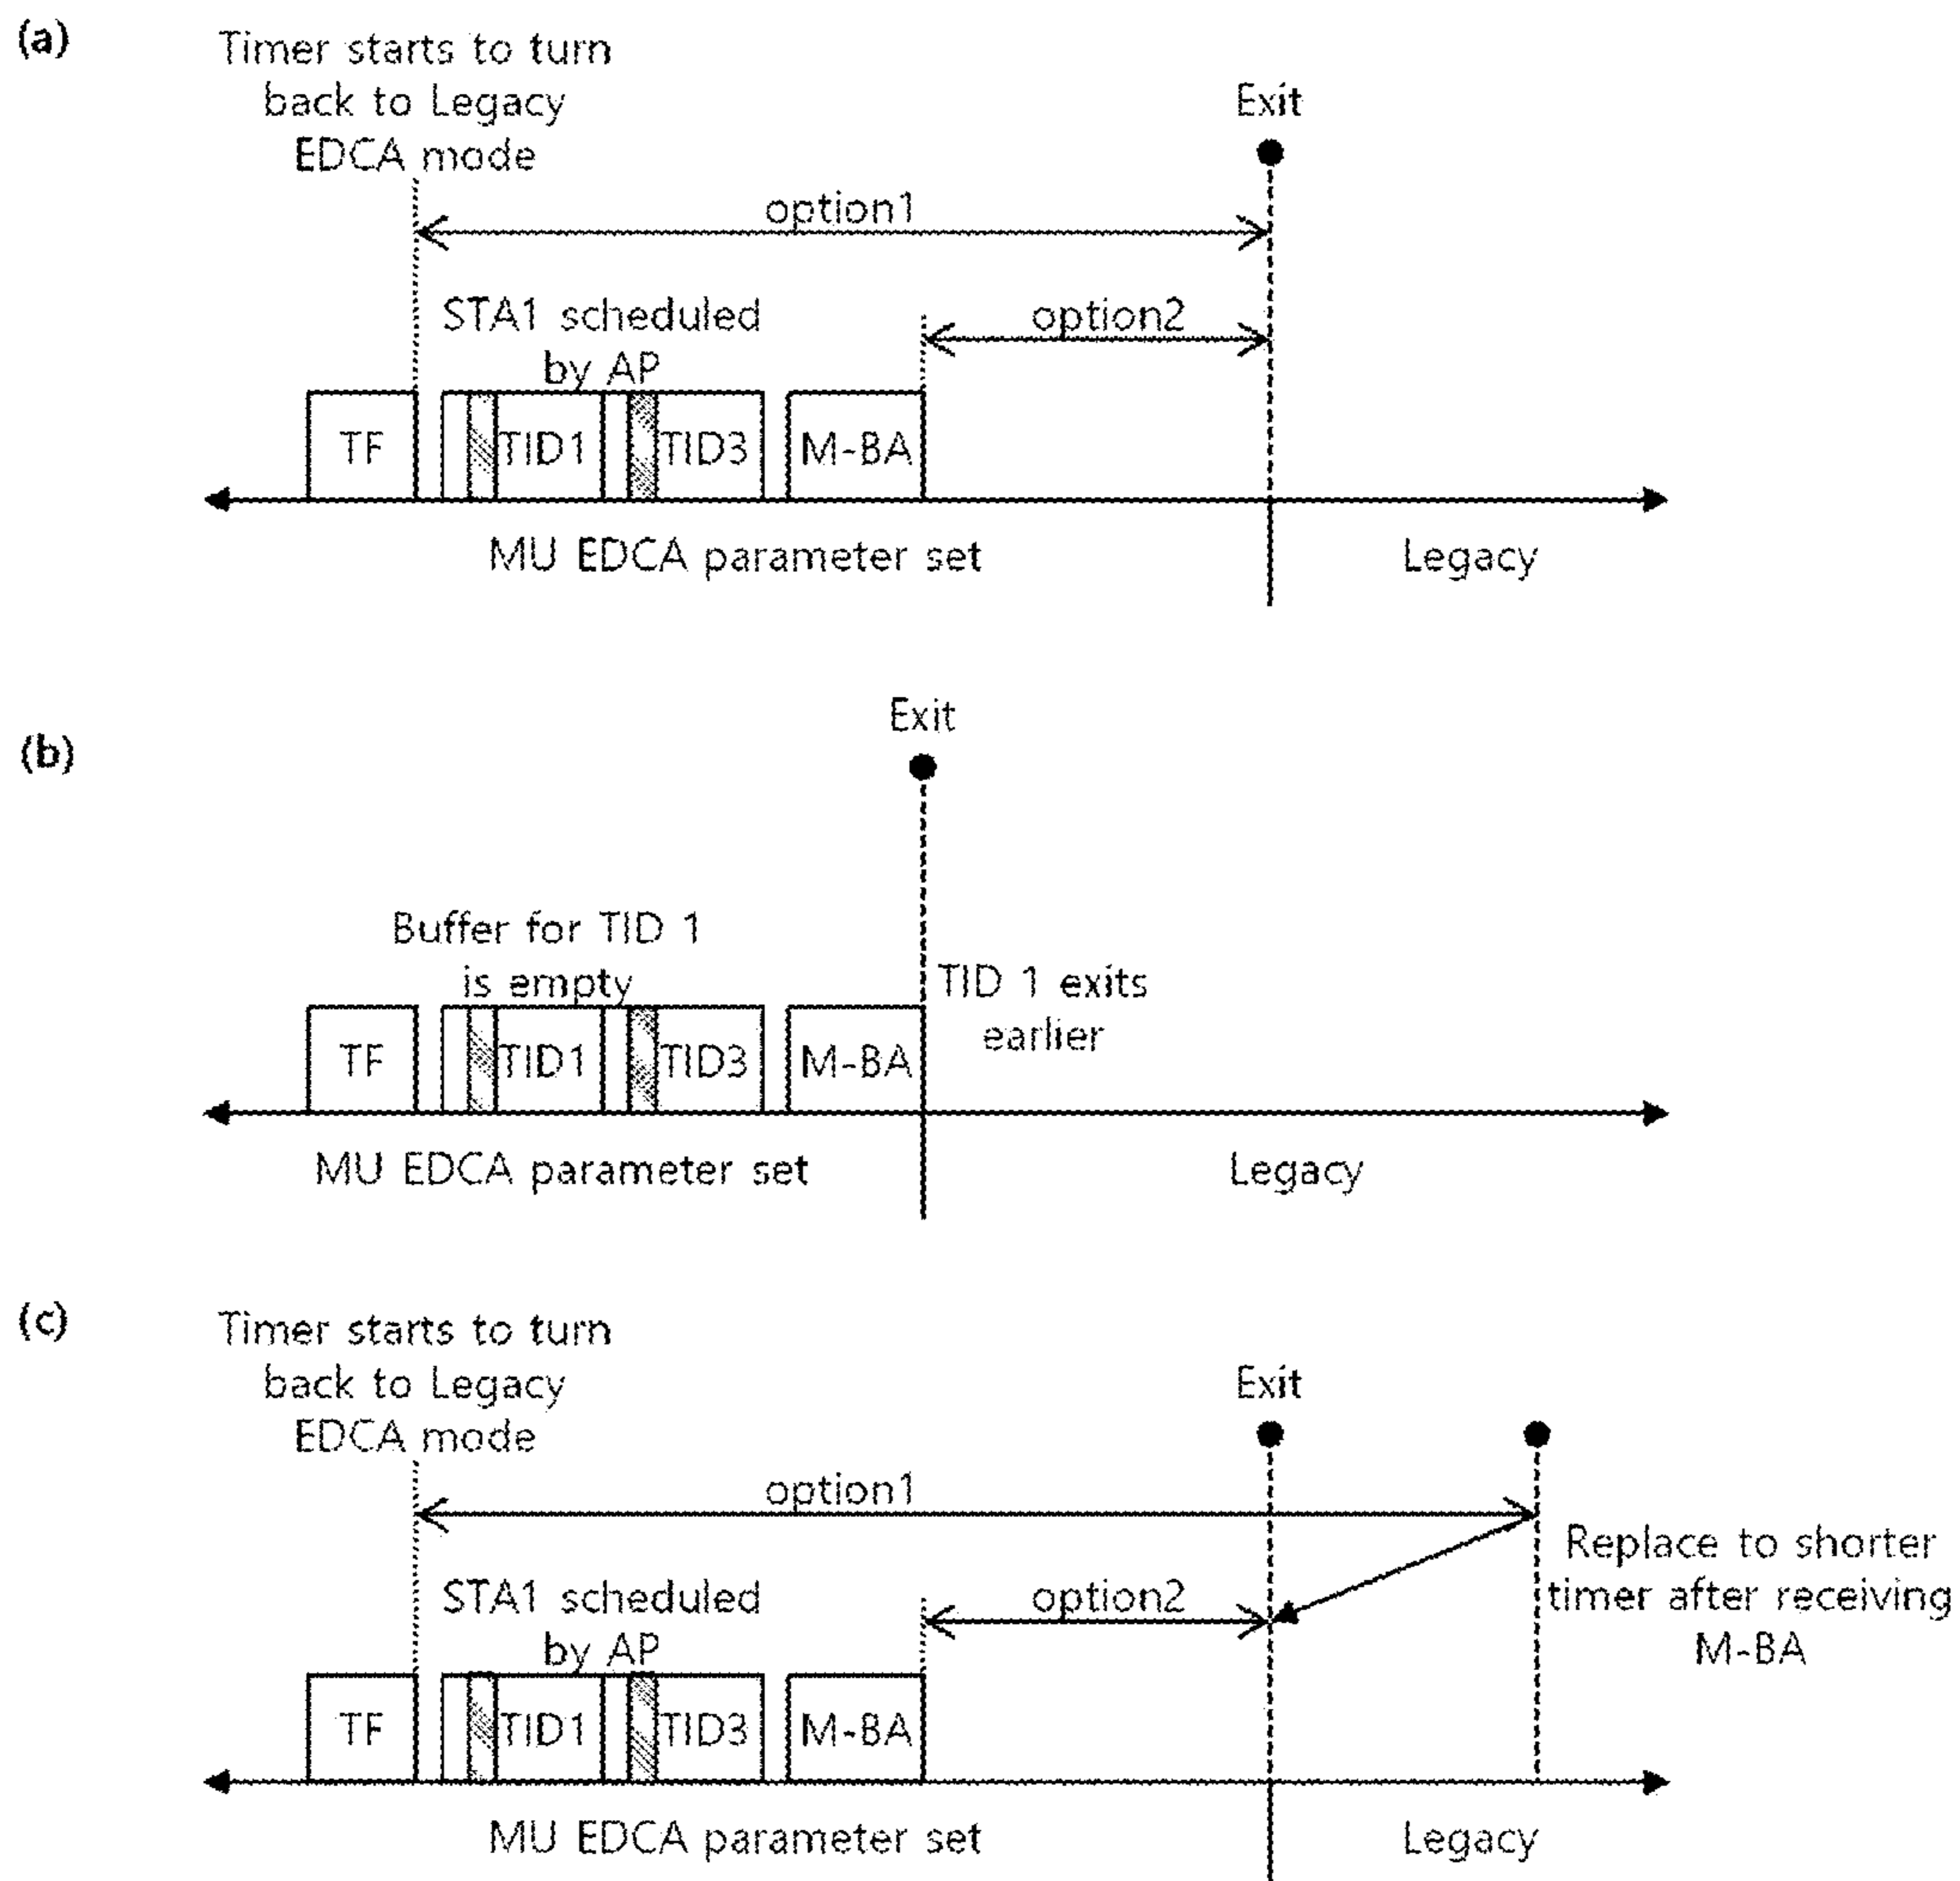 (a)
Timer starts to turn
back to Legacy
EDCA mode
Exit
option1
STA1 scheduled
by AP
option2
TF
TID1
TID3
M-BA
MU EDCA parameter set
Legacy
(b)
Exit
Buffer for TID 1
is empty
TID 1 exits
earlier
TF
TID1
TID3
M-BA
MU EDCA parameter set
Legacy
(c)
Timer starts to turn
back to Legacy
EDCA mode
Exit
option1
Replace to shorter
timer after receiving
M-BA
STA1 scheduled
by AP
option2
TF
TID1
TID3
M-BA
MU EDCA parameter set
Legacy